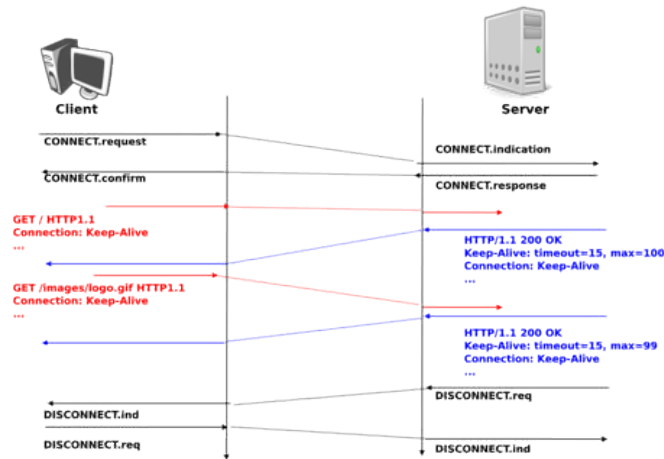 Client
Server
CONNECT.request
CONNECT.indication
CONNECT.confirm
CONNECT.response
GET / HTTP1.1
Connection: Keep-Alive
...
HTTP/1.1 200 OK
Keep-Alive: timeout=15, max=100
Connection: Keep-Alive
...
GET /images/logo.gif HTTP1.1
Connection: Keep-Alive
...
HTTP/1.1 200 OK
Keep-Alive: timeout=15, max=99
Connection: Keep-Alive
...
DISCONNECT.req
DISCONNECT.ind
DISCONNECT.req
DISCONNECT.ind